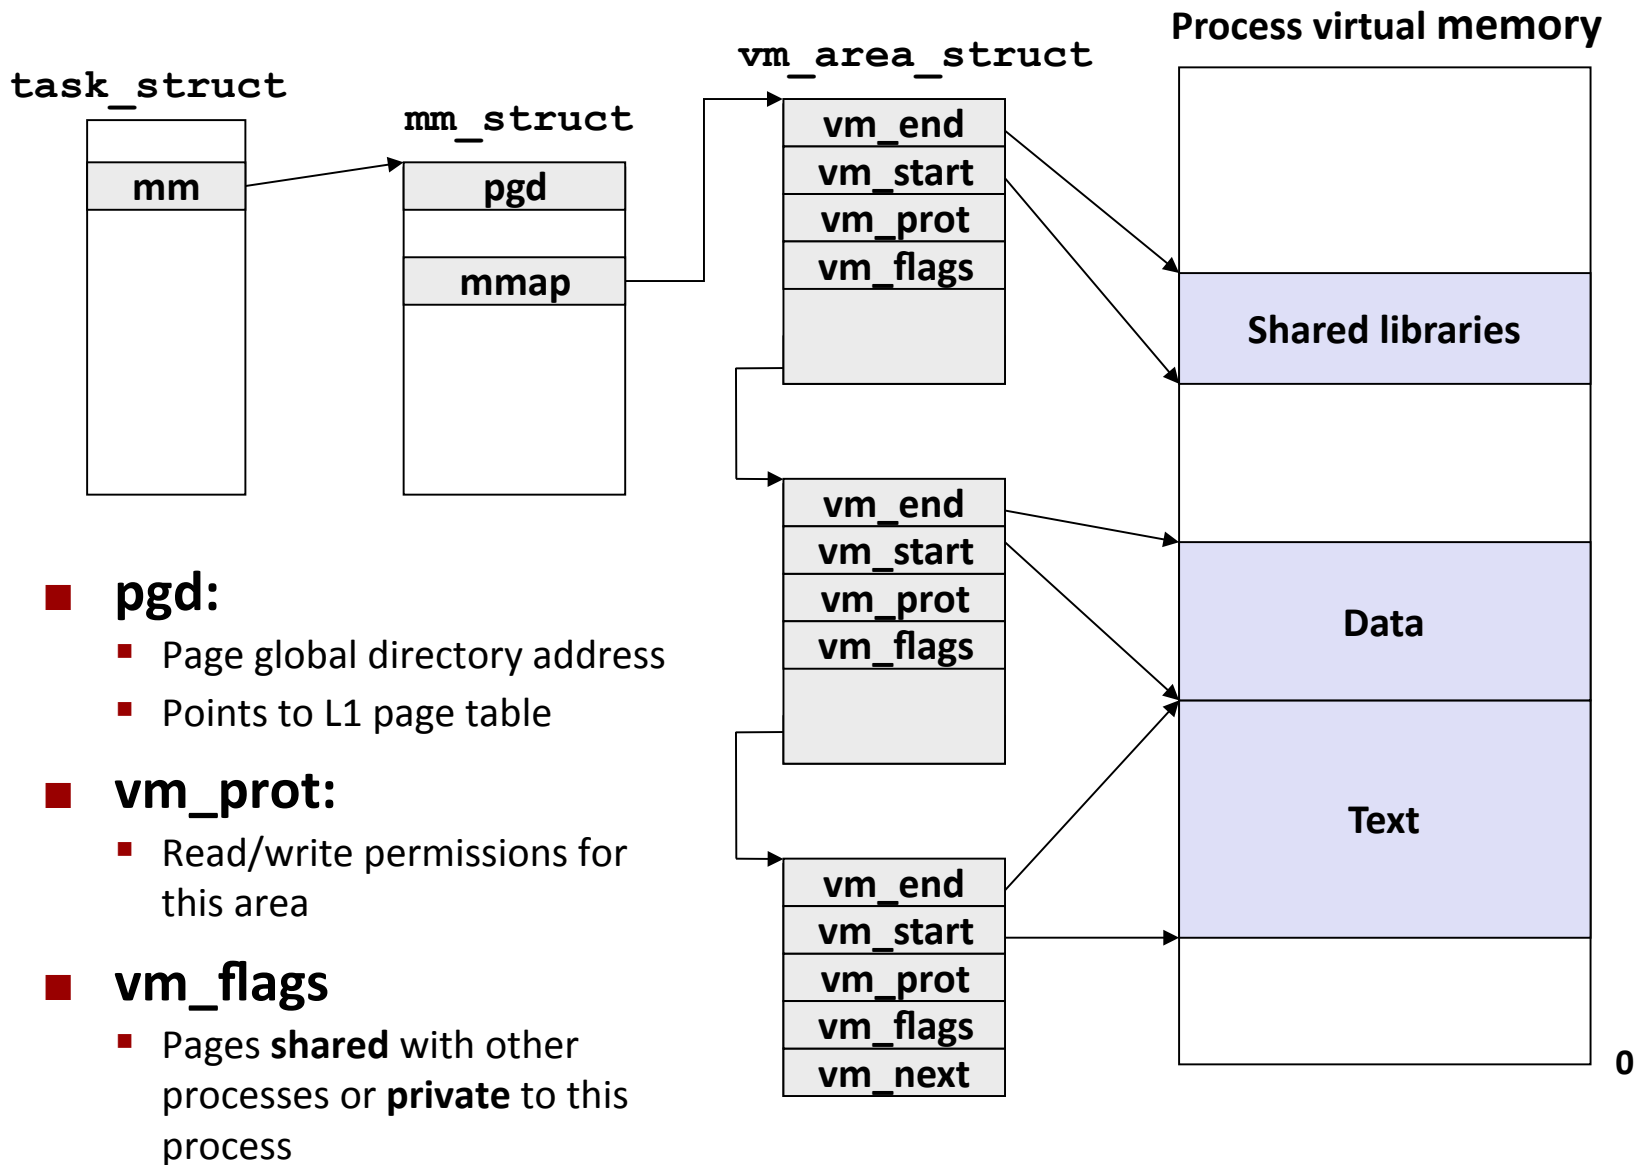 Process virtual memory
vm_area_struct
task_struct
mm_struct
mm
pgd
mmap
vm_end
vm_start
vm_prot
vm_flags
vm_end
vm_start
vm_prot
vm_flags
vm_end
vm_start
vm_prot
vm_flags
vm_next
Shared libraries
Data
Text
0
pgd:
Page global directory address
Points to L1 page table
vm_prot:
Read/write permissions for
this area
vm_flags
Pages shared with other
processes or private to this
process